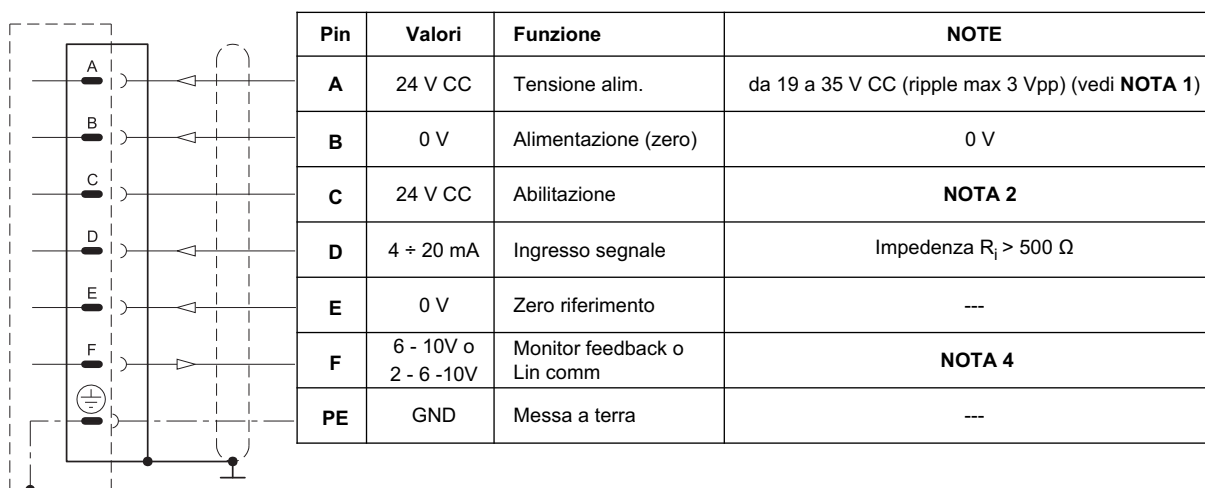 Pin Valori Funzione NOTE
A A 24 V CC Tensione alim. da 19 a 35 V CC (ripple max 3 Vpp) (vedi NOTA 1)
B B 0 V Alimentazione (zero) 0 V
C C 24 V CC Abilitazione NOTA 2
D D 4 ÷ 20 mA Ingresso segnale Impedenza Ri > 500 Ω
E E 0 V Zero riferimento ---
F F 6 - 10V o
2 - 6 -10V Monitor feedback o
Lin comm NOTA 4
PE GND Messa a terra ---